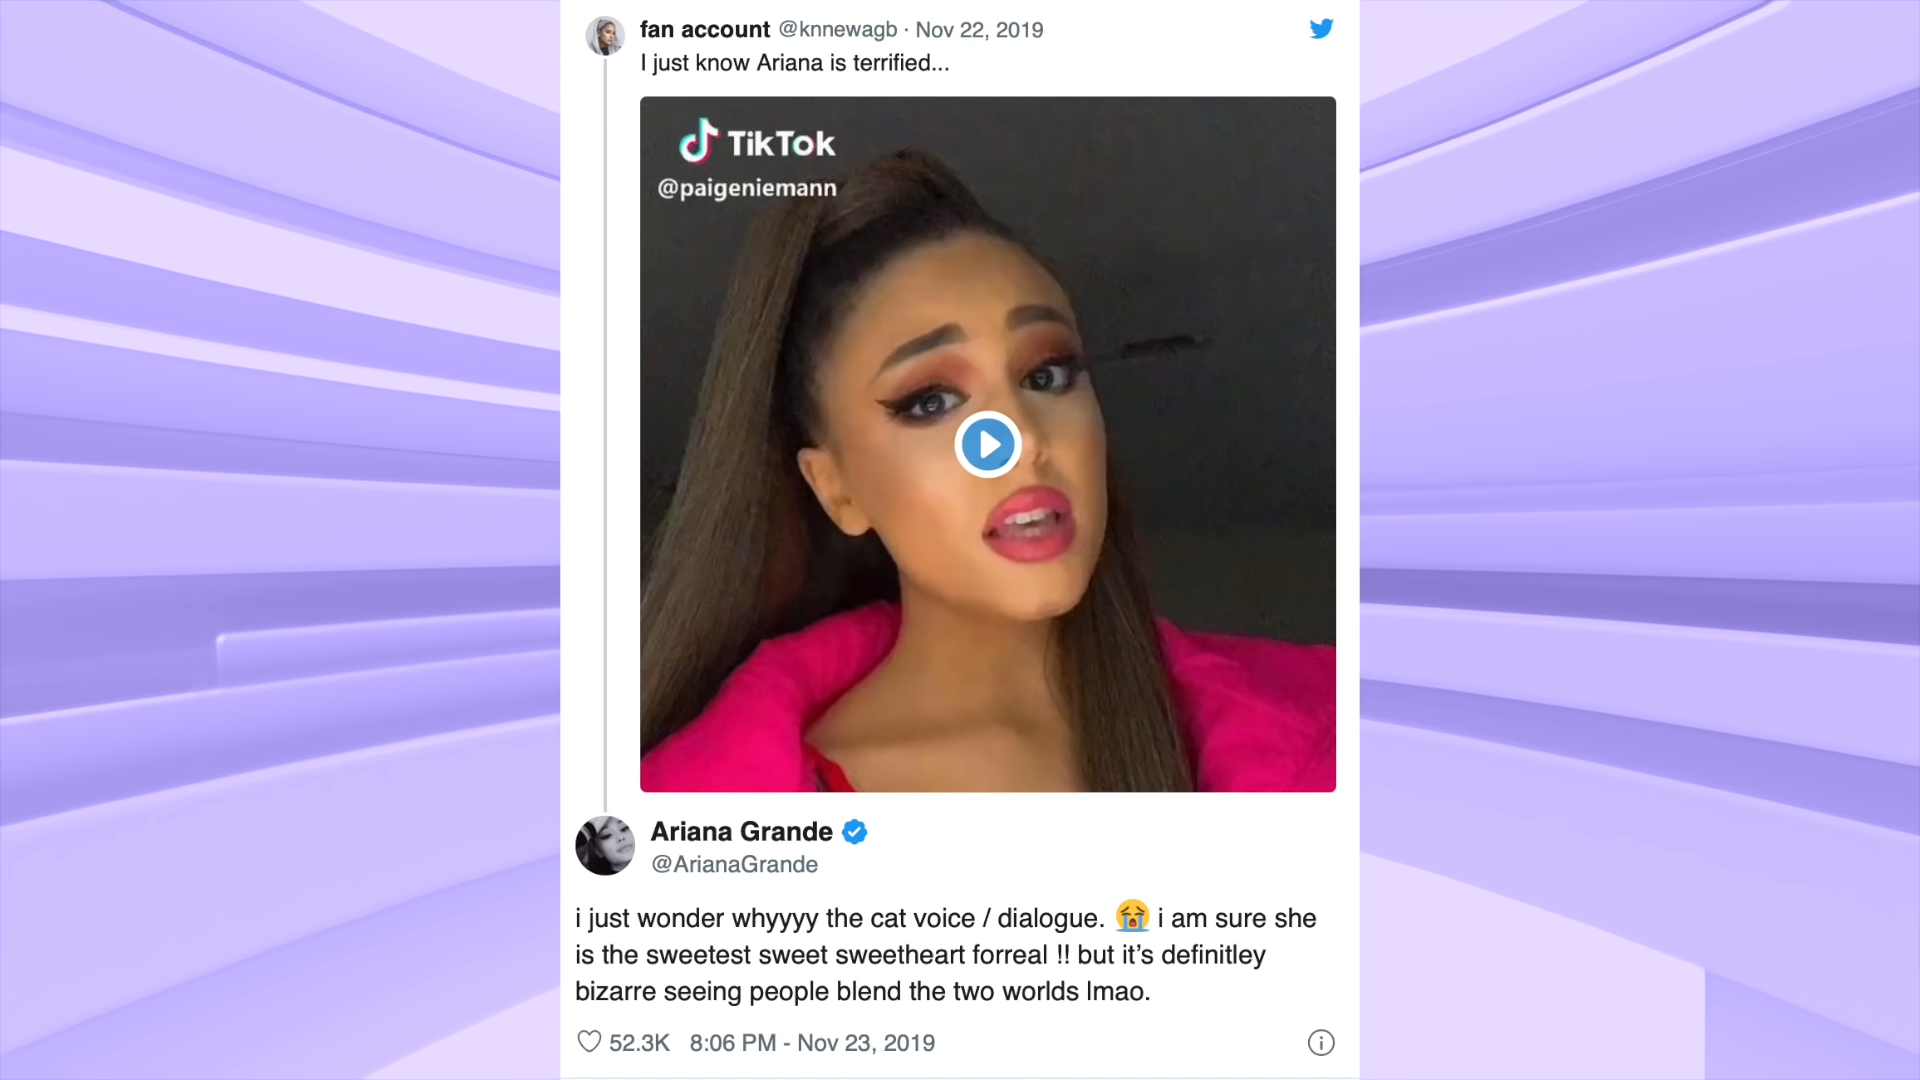 fan account @knnewagb · Nov 22, 2019
I just know Ariana is terrified...
TikTok
@paigeniemann
Ariana Grande
@ArianaGrande
i just wonder whyyyy the cat voice / dialogue. 😭 i am sure she
is the sweetest sweet sweetheart forreal !! but it’s definitley
bizarre seeing people blend the two worlds lmao.
52.3K 8:06 PM - Nov 23, 2019